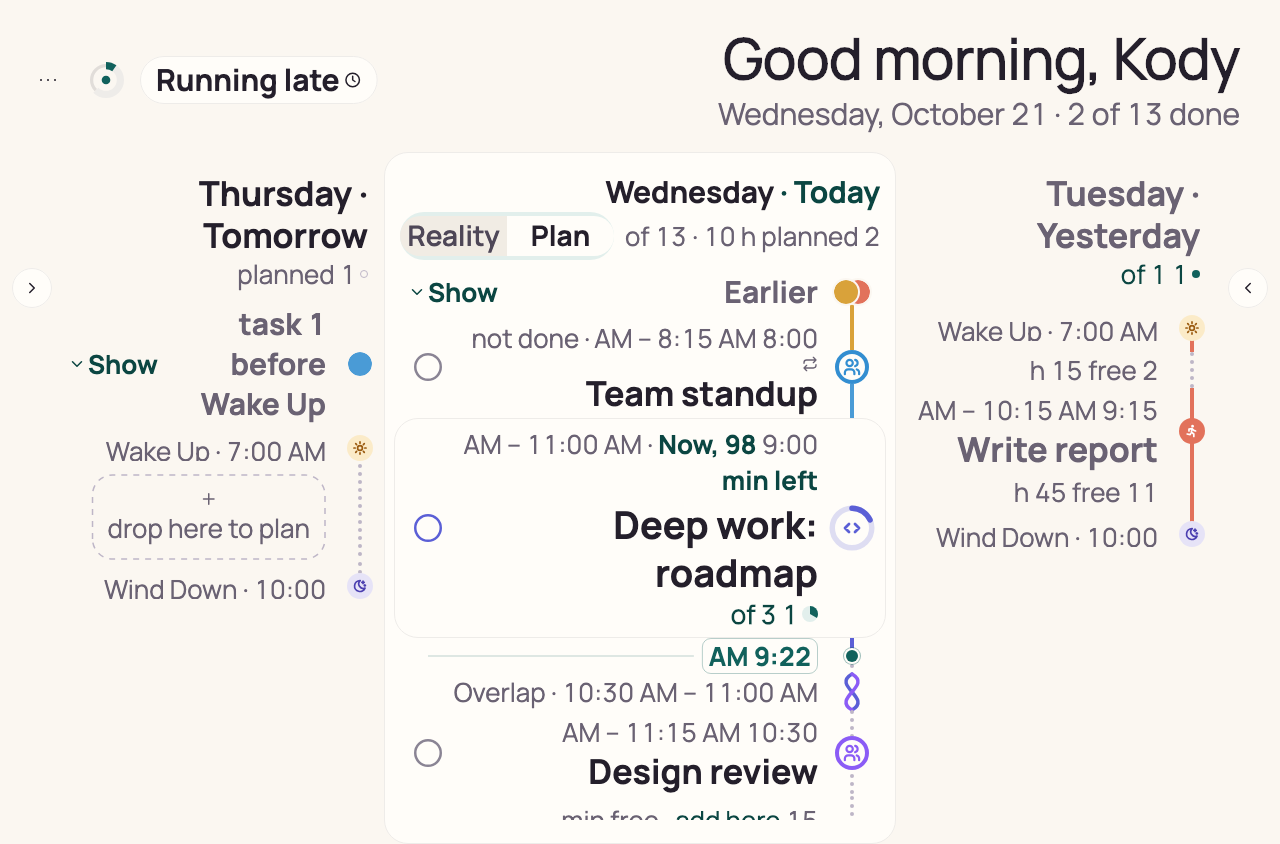 Good morning, Kody
Wednesday, October 21 · 2 of 13 done
...
Running late
Wednesday · Today
Reality
Plan
of 13 · 10 h planned 2
Show
Earlier
not done · AM – 8:15 AM 8:00
Team standup
AM – 11:00 AM · Now, 98 9:00
min left
Deep work:
roadmap
of 3 1
AM 9:22
Overlap · 10:30 AM – 11:00 AM
AM – 11:15 AM 10:30
Design review
min free · add here 15
Thursday ·
Tomorrow
planned 1
task 1
before
Wake Up
Show
Wake Up · 7:00 AM
+
drop here to plan
Wind Down · 10:00
Tuesday ·
Yesterday
of 1 1
Wake Up · 7:00 AM
h 15 free 2
AM – 10:15 AM 9:15
Write report
h 45 free 11
Wind Down · 10:00